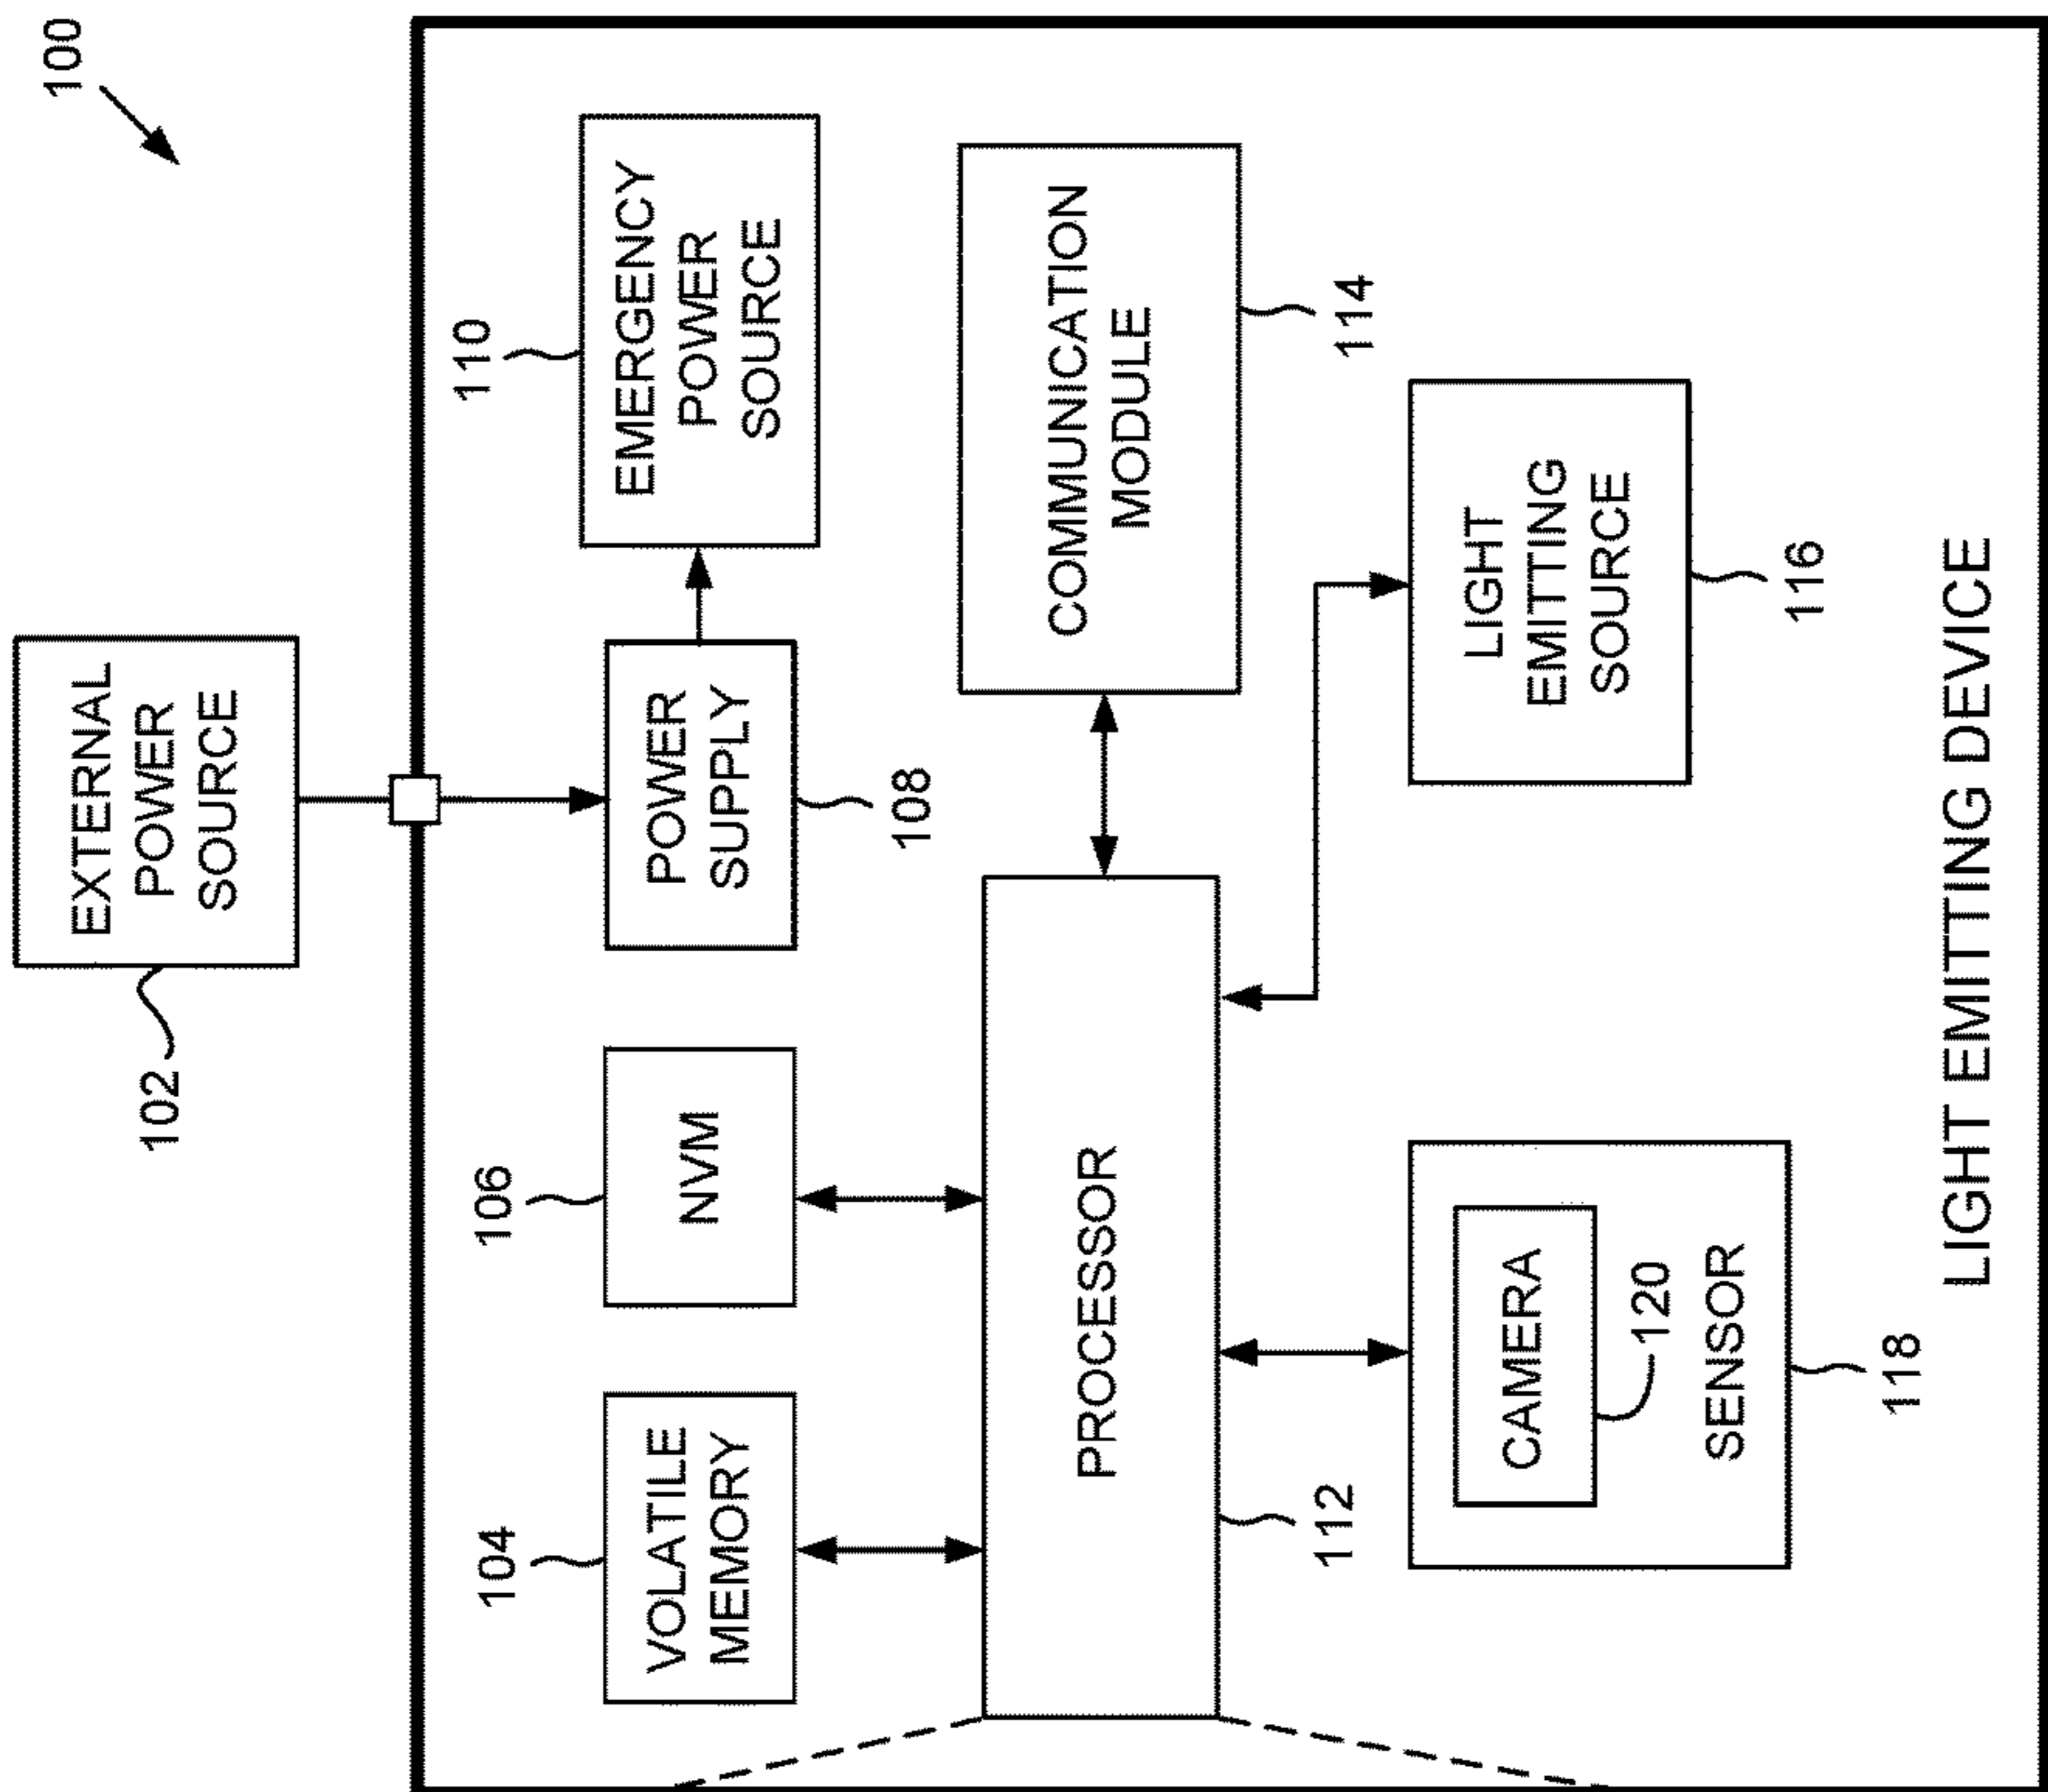 100
EXTERNAL
POWER
SOURCE
102
104
VOLATILE
MEMORY
106
NVM
POWER
SUPPLY
108
110
EMERGENCY
POWER
SOURCE
PROCESSOR
112
COMMUNICATION
MODULE
114
CAMERA
120
SENSOR
118
LIGHT
EMITTING
SOURCE
116
LIGHT EMITTING DEVICE